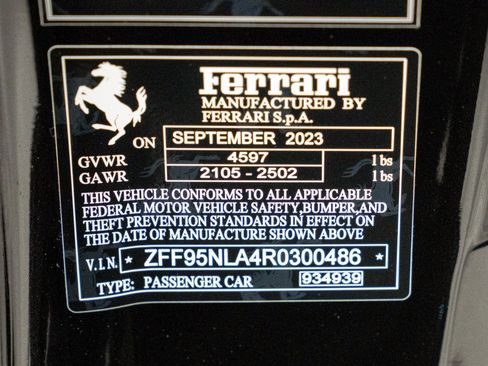 Ferrari
MANUFACTURED BY
FERRARI S.p.A.
ON SEPTEMBER 2023
GVWR 4597 lbs
GAWR 2105 - 2502 lbs
THIS VEHICLE CONFORMS TO ALL APPLICABLE
FEDERAL MOTOR VEHICLE SAFETY,BUMPER,AND
THEFT PREVENTION STANDARDS IN EFFECT ON
THE DATE OF MANUFACTURE SHOWN ABOVE
V.I.N. * ZFF95NLA4R0300486 *
TYPE: PASSENGER CAR 934939